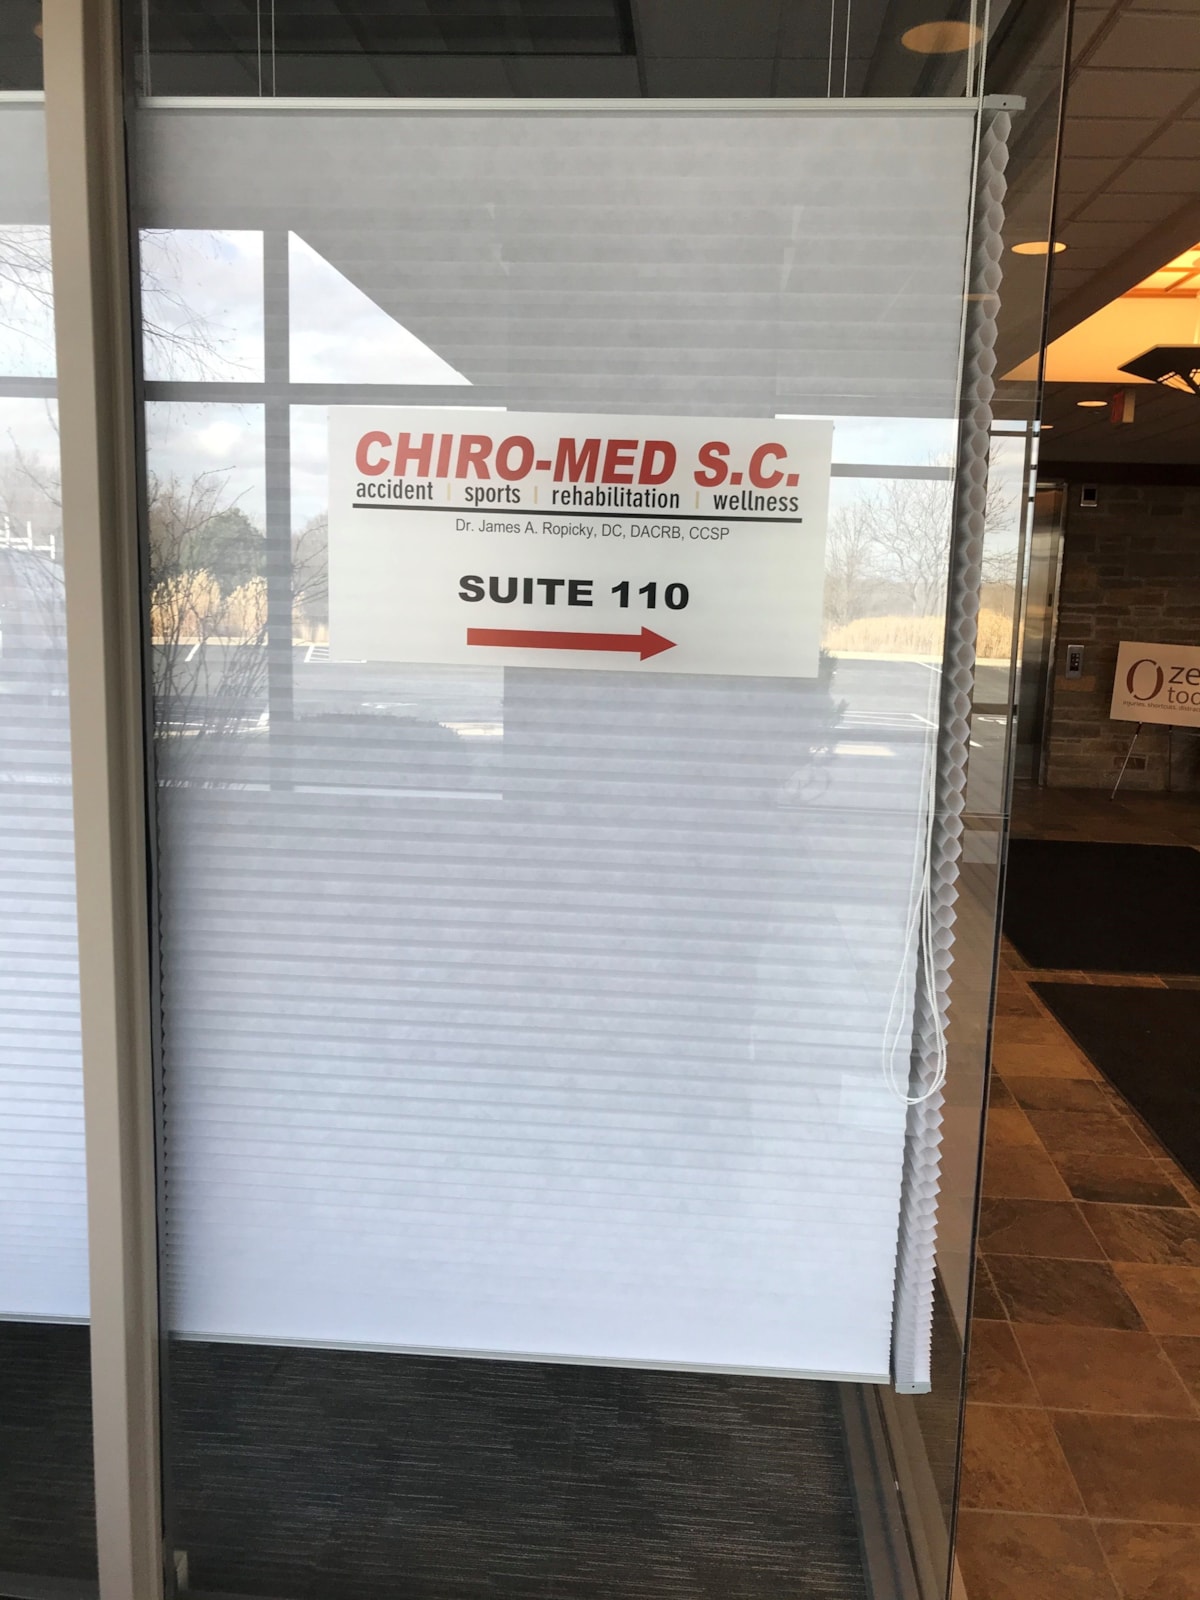 CHIRO-MED S.C.
accident | sports | rehabilitation | wellness
Dr. James A. Ropicky, DC, DACRB, CCSP
SUITE 110